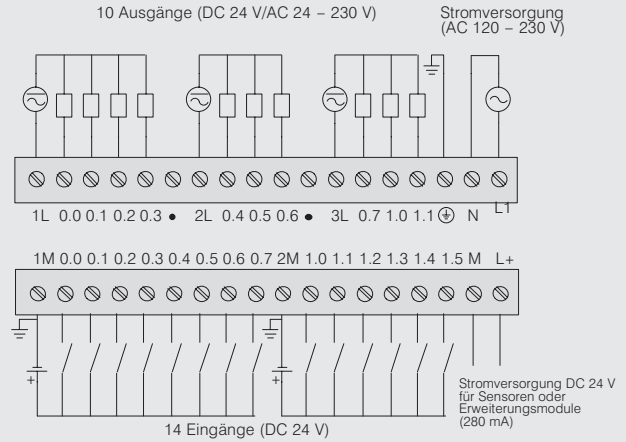 10 Ausgänge (DC 24 V/AC 24 – 230 V)
Stromversorgung
(AC 120 – 230 V)
1L 0.0 0.1 0.2 0.3 • 2L 0.4 0.5 0.6 • 3L 0.7 1.0 1.1 N L1
1M 0.0 0.1 0.2 0.3 0.4 0.5 0.6 0.7 2M 1.0 1.1 1.2 1.3 1.4 1.5 M L+
+
+
Stromversorgung DC 24 V
für Sensoren oder
Erweiterungsmodule
(280 mA)
14 Eingänge (DC 24 V)